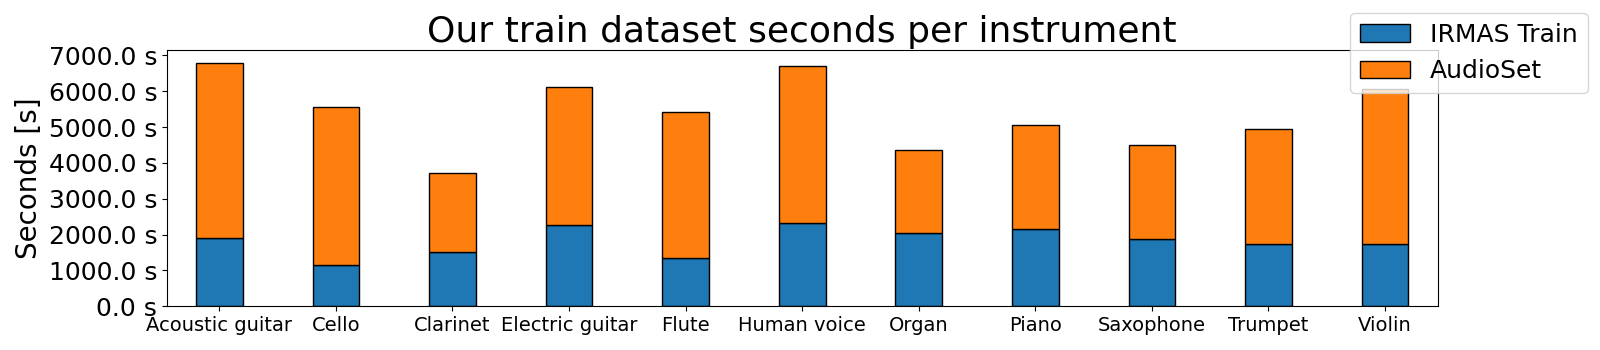 Our train dataset seconds per instrument
IRMAS Train
AudioSet
Seconds [s]
7000.0 s
6000.0 s
5000.0 s
4000.0 s
3000.0 s
2000.0 s
1000.0 s
0.0 s
Acoustic guitar Cello Clarinet Electric guitar Flute Human voice Organ Piano Saxophone Trumpet Violin